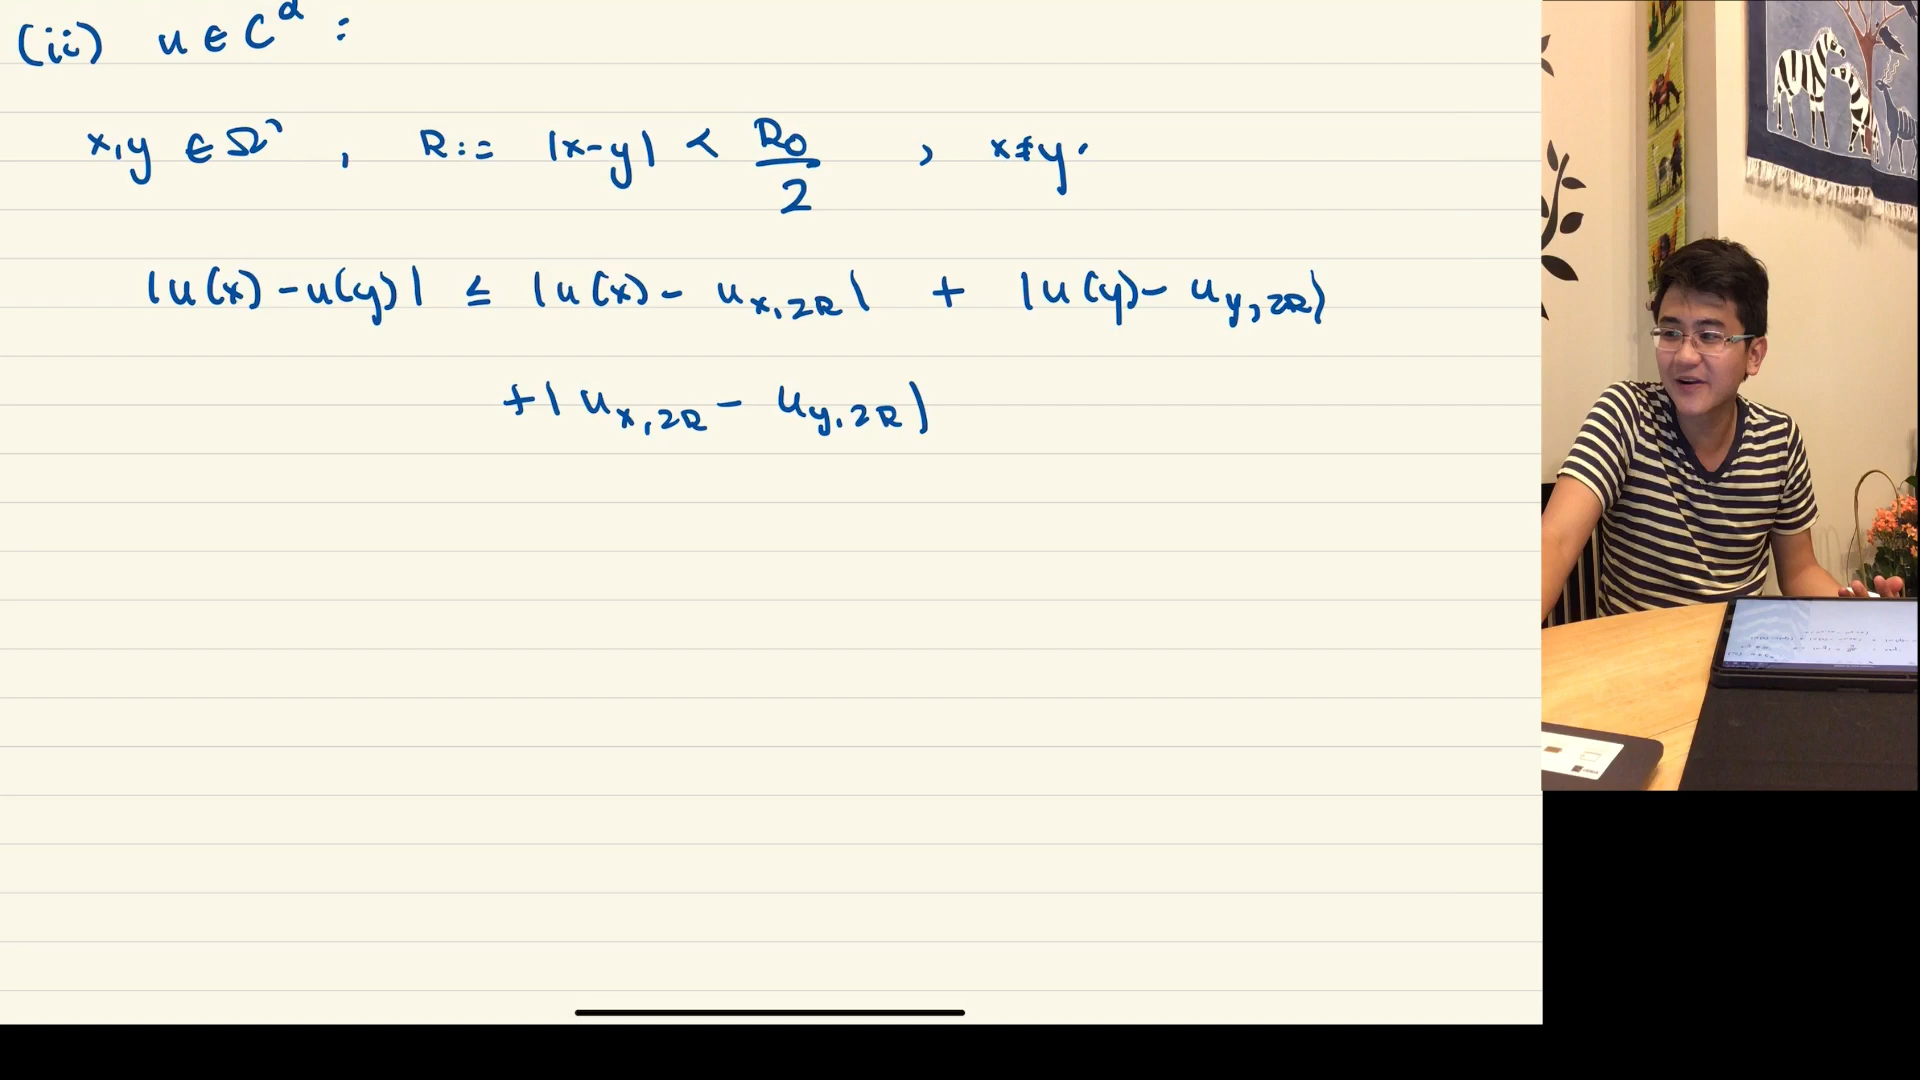 (ii) u ∈ C^α :
x,y ∈ Ω' , R := |x-y| < R₀/2 , x≠y.
|u(x) - u(y)| ≤ |u(x) - u_{x,2R}| + |u(y) - u_{y,2R}|
+ | u_{x,2R} - u_{y,2R} |